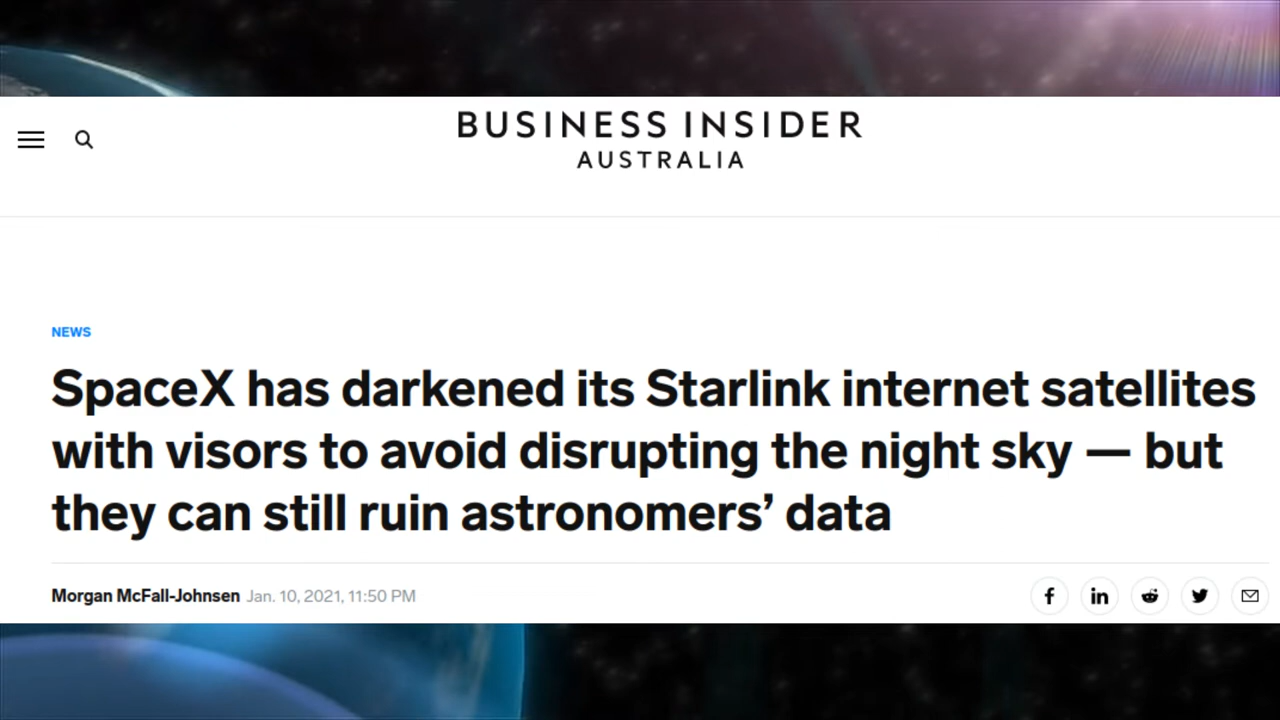 BUSINESS INSIDER
AUSTRALIA
NEWS
SpaceX has darkened its Starlink internet satellites
with visors to avoid disrupting the night sky — but
they can still ruin astronomers’ data
Morgan McFall-Johnsen Jan. 10, 2021, 11:50 PM